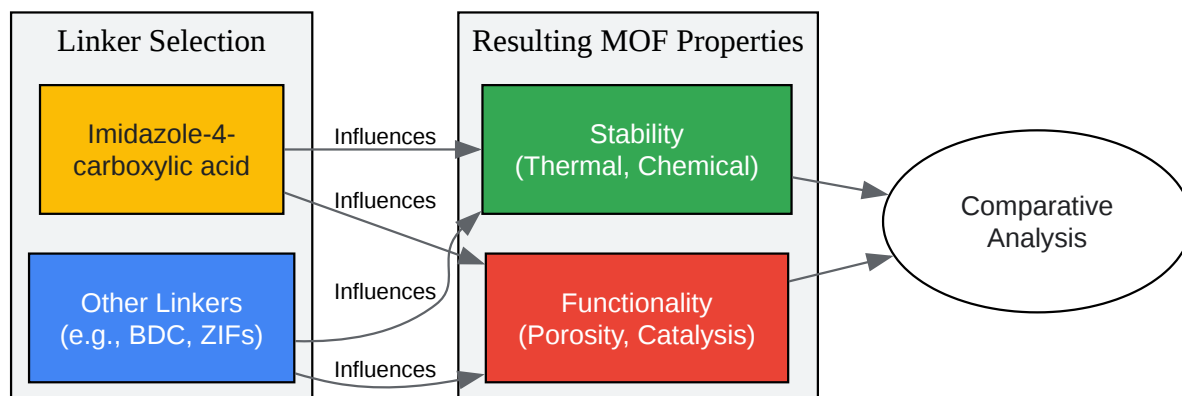 Linker Selection
Imidazole-4-
carboxylic acid
Other Linkers
(e.g., BDC, ZIFs)
Influences
Influences
Influences
Influences
Resulting MOF Properties
Stability
(Thermal, Chemical)
Functionality
(Porosity, Catalysis)
Comparative
Analysis